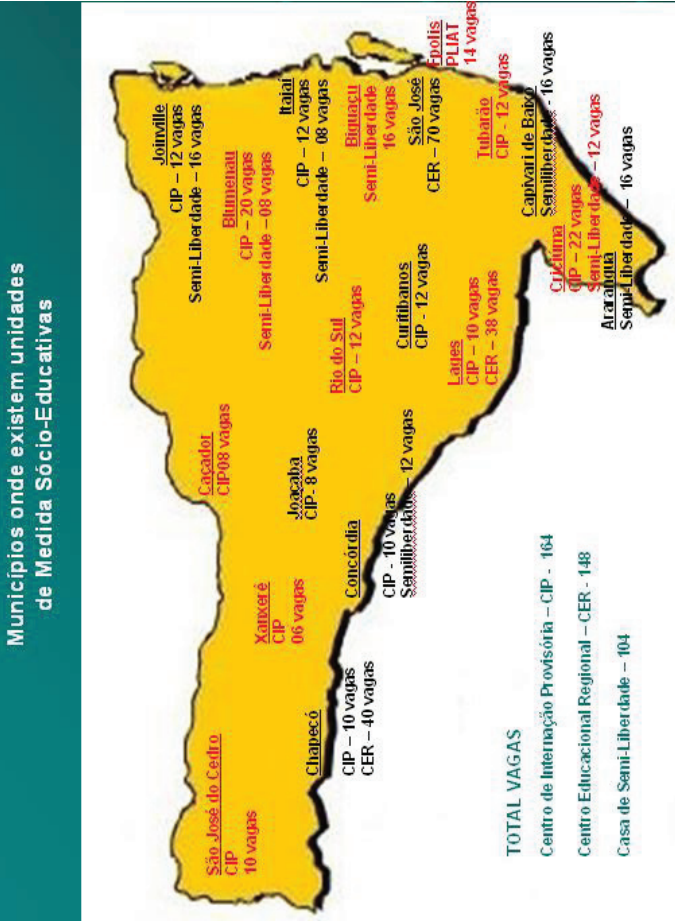 Municípios onde existem unidades
de Medida Sócio-Educativas
São José do Cedro
CIP
10 vagas
Chapecó
CIP – 10 vagas
CER – 40 vagas
Xanxerê
CIP
06 vagas
Caçador
CIP08 vagas
Joaçaba
CIP- 8 vagas
Concórdia
CIP - 10 vagas
Semiliberdade – 12 vagas
Rio do Sul
CIP – 12 vagas
Curitibanos
CIP - 12 vagas
Lages
CIP – 10 vagas
CER – 38 vagas
Joinville
CIP – 12 vagas
Semi-Liberdade – 16 vagas
Blumenau
CIP – 20 vagas
Semi-Liberdade – 08 vagas
Itajaí
CIP – 12 vagas
Semi-Liberdade – 08 vagas
Biguaçu
Semi-Liberdade
16 vagas
São José
CER – 70 vagas
Fpolis
PLIAT
14 vagas
Tubarão
CIP - 12 vagas
Capivari de Baixo
Semiliberdade - 16 vagas
Criciúma
CIP – 22 vagas
Semi-Liberdade – 12 vagas
Araranguá
Semi-Liberdade – 16 vagas
TOTAL VAGAS
Centro de Internação Provisória – CIP - 164
Centro Educacional Regional – CER - 148
Casa de Semi-Liberdade – 104